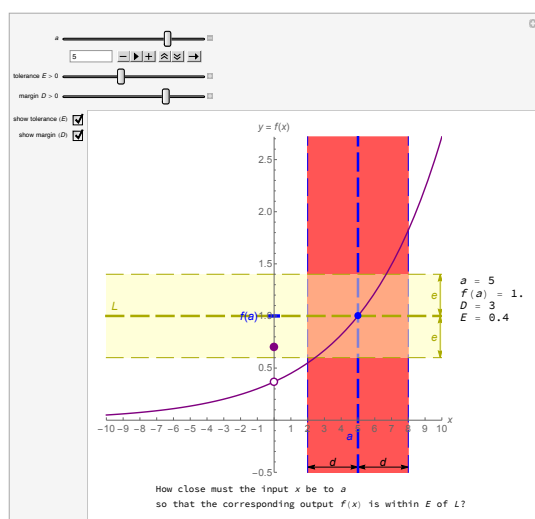 a
5
tolerance E > 0
margin D > 0
show tolerance (E)
show margin (D)
y = f(x)
2.5
2.0
1.5
L
f(a)
1.0
e
e
0.5
-10 -9 -8 -7 -6 -5 -4 -3 -2 -1 1 2 3 4 5 6 7 8 9 10
x
a
-0.5
d
d
a = 5
f(a) = 1.
D = 3
E = 0.4
How close must the input x be to a
so that the corresponding output f(x) is within E of L?